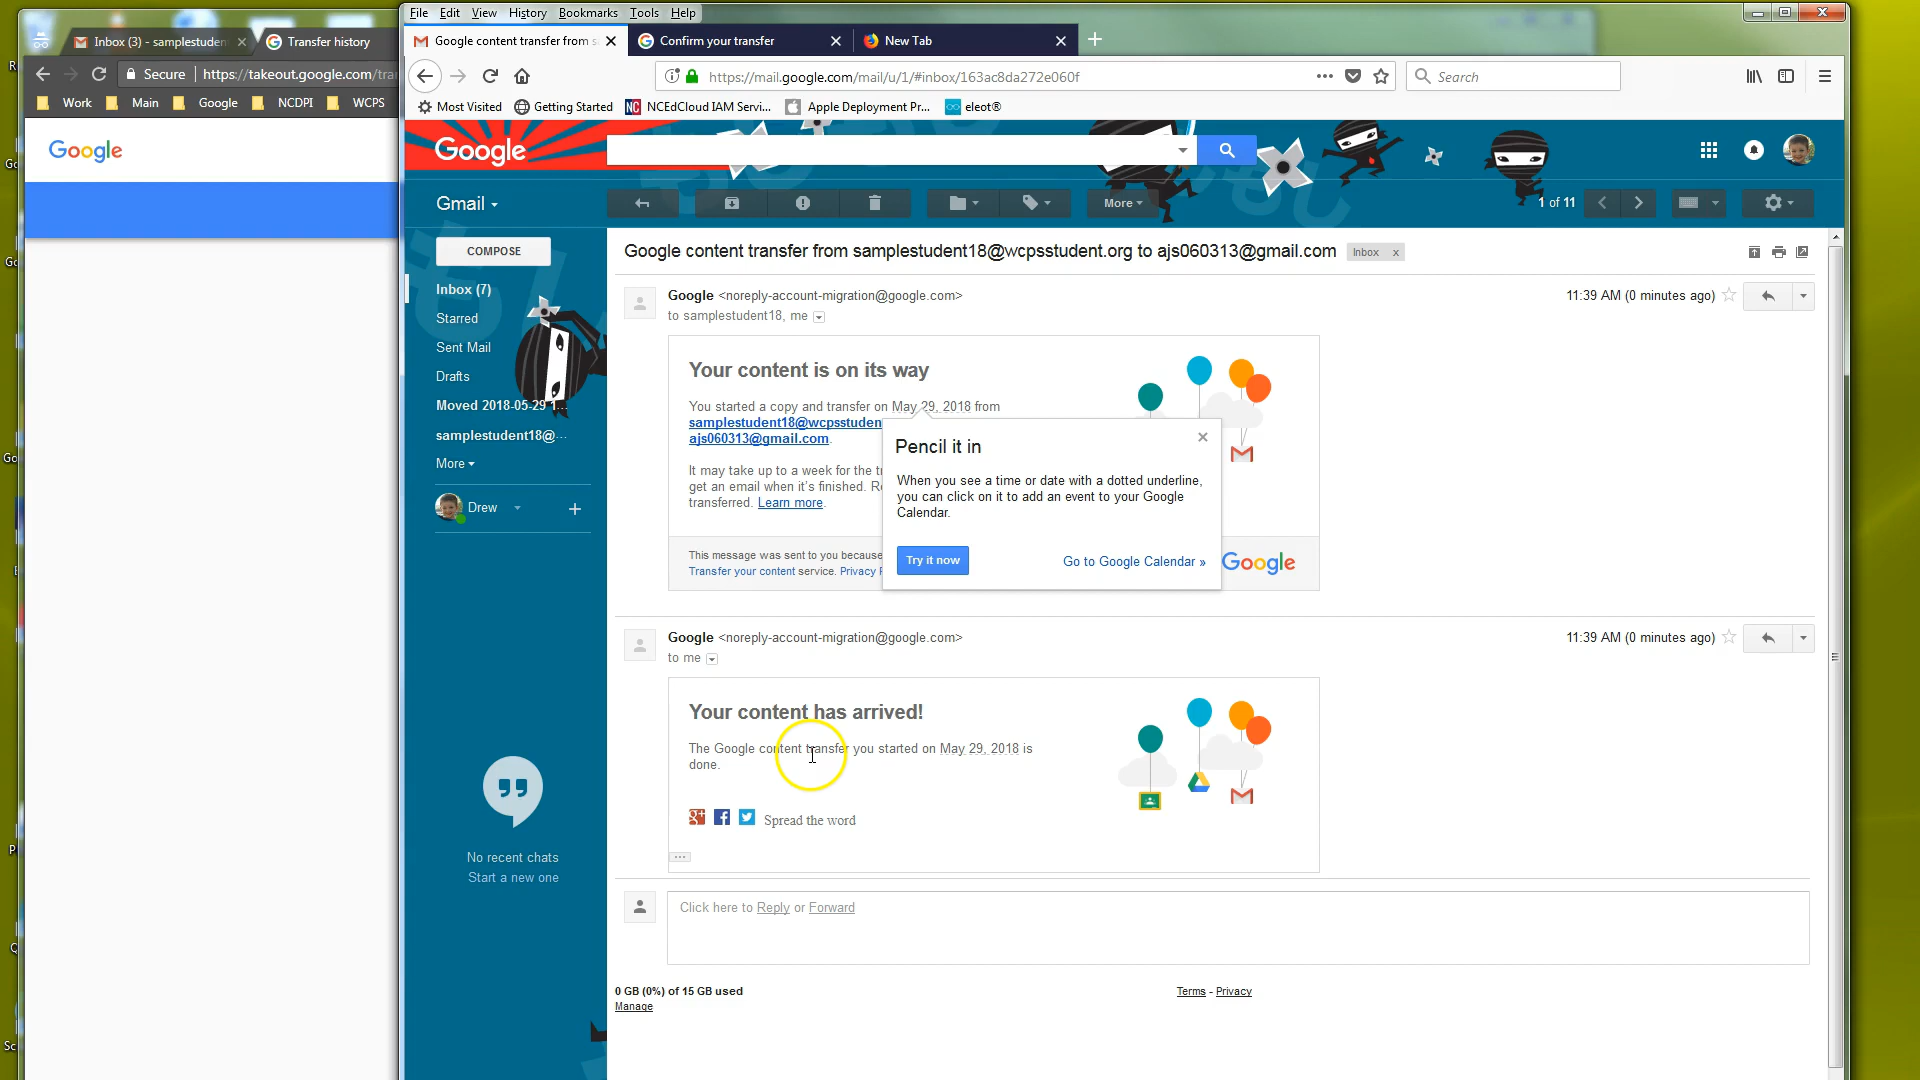 Inbox (3) - samplestuden
Transfer history
Secure
https://takeout.google.com/tra
Work
Main
Google
NCDPI
WCPS
Google
File Edit View History Bookmarks Tools Help
Google content transfer from s
Confirm your transfer
New Tab
https://mail.google.com/mail/u/1/#inbox/163ac8da272e060f
Search
Most Visited
Getting Started
NCEdCloud IAM Servi...
Apple Deployment Pr...
eleot®
Google
Gmail
More
1 of 11
COMPOSE
Inbox (7)
Starred
Sent Mail
Drafts
Moved 2018-05-29 1...
samplestudent18@...
More
Drew
No recent chats
Start a new one
Google content transfer from samplestudent18@wcpsstudent.org to ajs060313@gmail.com
Inbox x
Google <noreply-account-migration@google.com>
11:39 AM (0 minutes ago)
to samplestudent18, me
Your content is on its way
You started a copy and transfer on May 29, 2018 from
samplestudent18@wcpsstuden
ajs060313@gmail.com.
It may take up to a week for the tr
get an email when it's finished. R
transferred. Learn more.
This message was sent to you because
Transfer your content service. Privacy
Google
Pencil it in
When you see a time or date with a dotted underline,
you can click on it to add an event to your Google
Calendar.
Try it now
Go to Google Calendar »
Google <noreply-account-migration@google.com>
11:39 AM (0 minutes ago)
to me
Your content has arrived!
The Google content transfer you started on May 29, 2018 is
done.
Spread the word
Click here to Reply or Forward
0 GB (0%) of 15 GB used
Manage
Terms - Privacy